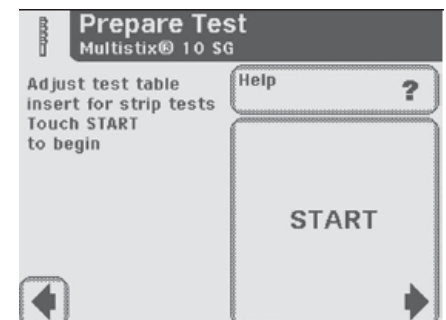 Prepare Test
Multistix® 10 SG
Adjust test table
insert for strip tests
Touch START
to begin
Help ?
START